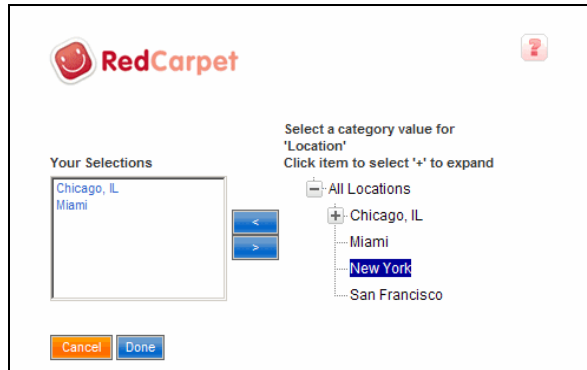 RedCarpet
?
Select a category value for
'Location'
Your Selections
Click item to select '+' to expand
Chicago, IL
Miami
<
>
All Locations
Chicago, IL
Miami
New York
San Francisco
Cancel
Done